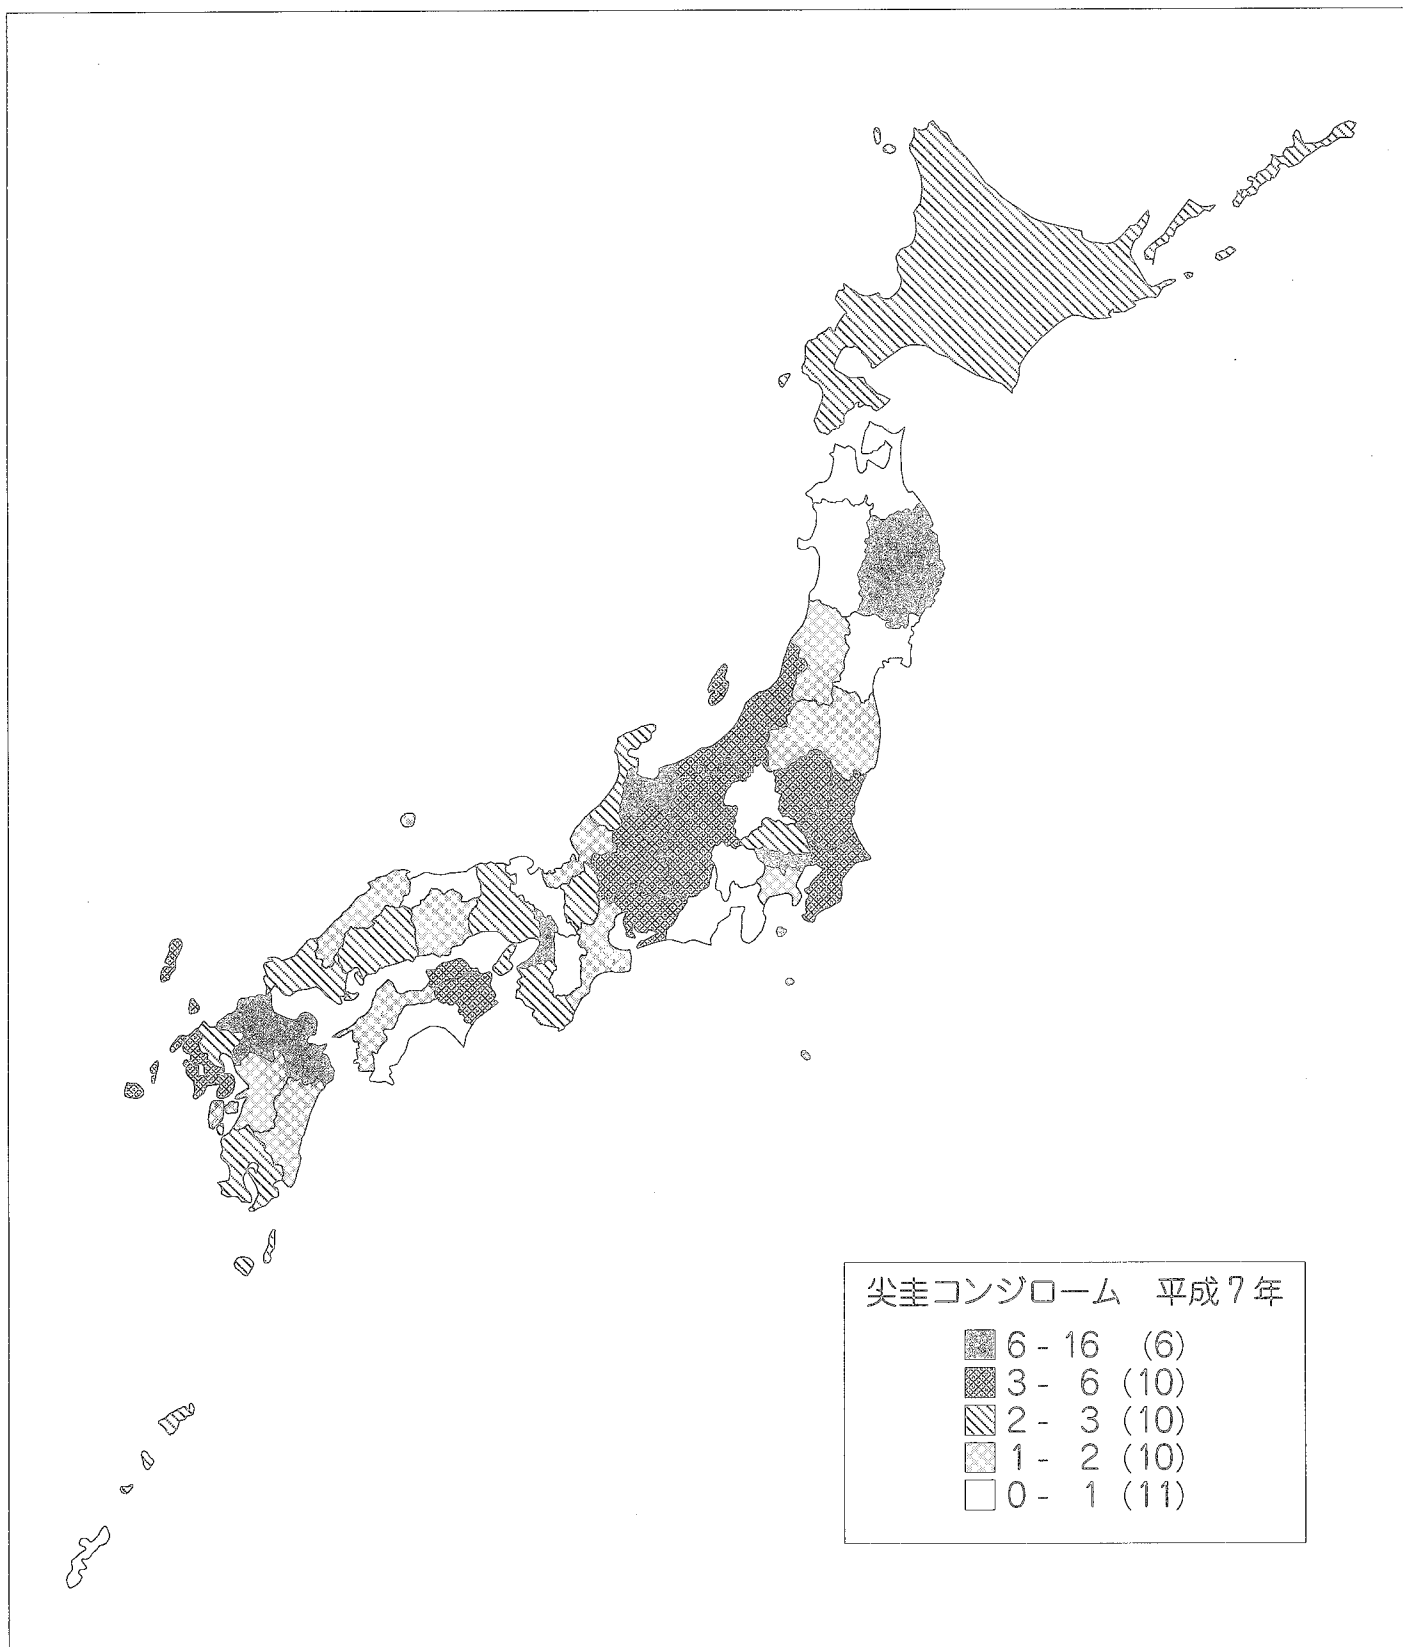 尖圭コンジローム 平成7年
6 - 16 (6)
3 - 6 (10)
2 - 3 (10)
1 - 2 (10)
0 - 1 (11)